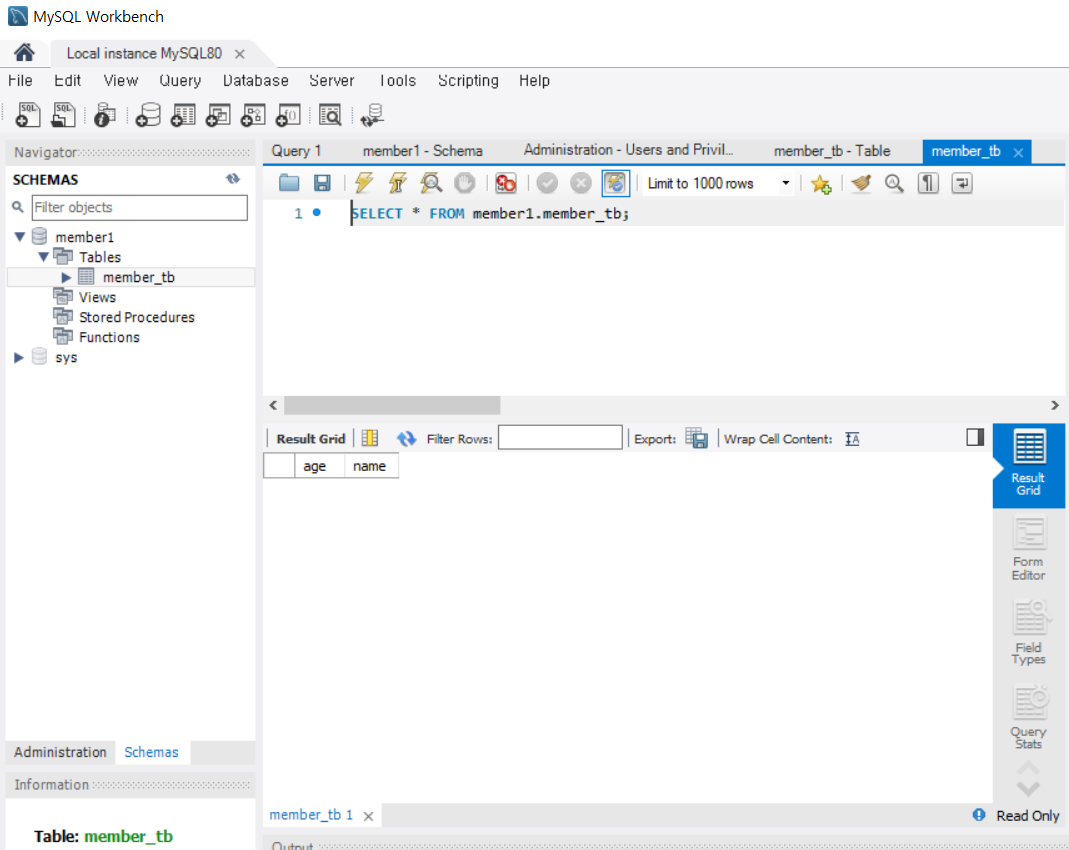 MySQL Workbench
Local instance MySQL80
File Edit View Query Database Server Tools Scripting Help
SQL SQL
Navigator
SCHEMAS
Filter objects
member1
Tables
member_tb
Views
Stored Procedures
Functions
sys
Administration Schemas
Information
Table: member_tb
Query 1 member1 - Schema Administration - Users and Privil... member_tb - Table member_tb
Limit to 1000 rows
1 SELECT * FROM member1.member_tb;
Result Grid Filter Rows: Export: Wrap Cell Content:
age name
Result
Grid
Form
Editor
Field
Types
Query
Stats
member_tb 1
Read Only
Output